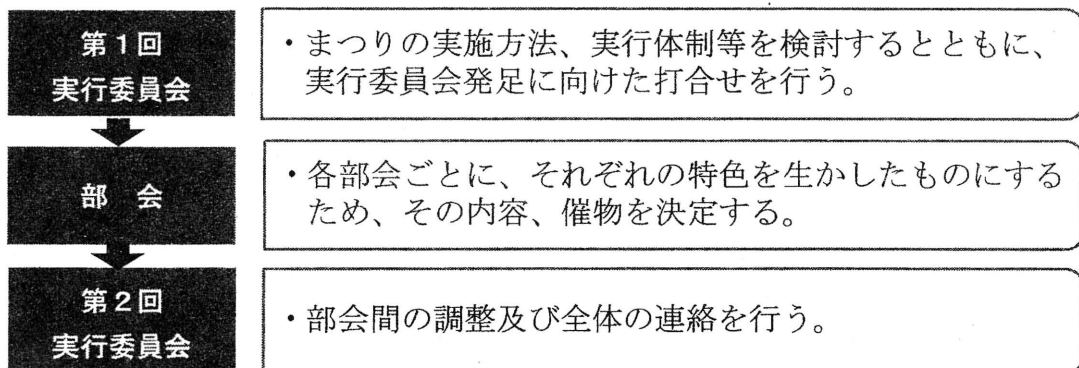 第1回
実行委員会
・まつりの実施方法、実行体制等を検討するとともに、
実行委員会発足に向けた打合せを行う。
部　会
・各部会ごとに、それぞれの特色を生かしたものにする
ため、その内容、催物を決定する。
第2回
実行委員会
・部会間の調整及び全体の連絡を行う。